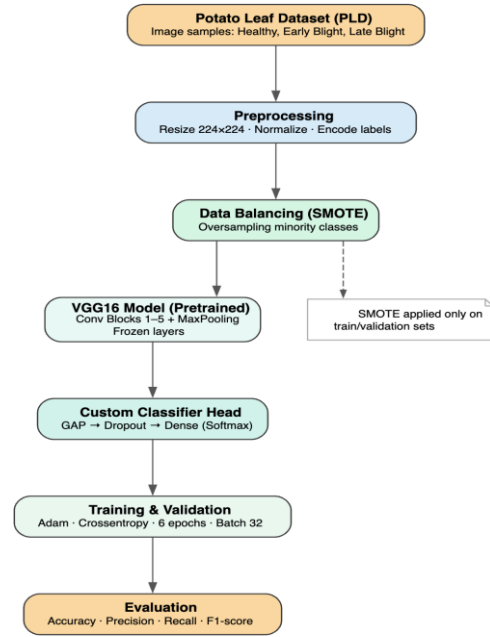 Potato Leaf Dataset (PLD)
Image samples: Healthy, Early Blight, Late Blight
Preprocessing
Resize 224×224 · Normalize · Encode labels
Data Balancing (SMOTE)
Oversampling minority classes
VGG16 Model (Pretrained)
Conv Blocks 1–5 + MaxPooling
Frozen layers
SMOTE applied only on
train/validation sets
Custom Classifier Head
GAP → Dropout → Dense (Softmax)
Training & Validation
Adam · Crossentropy · 6 epochs · Batch 32
Evaluation
Accuracy · Precision · Recall · F1-score